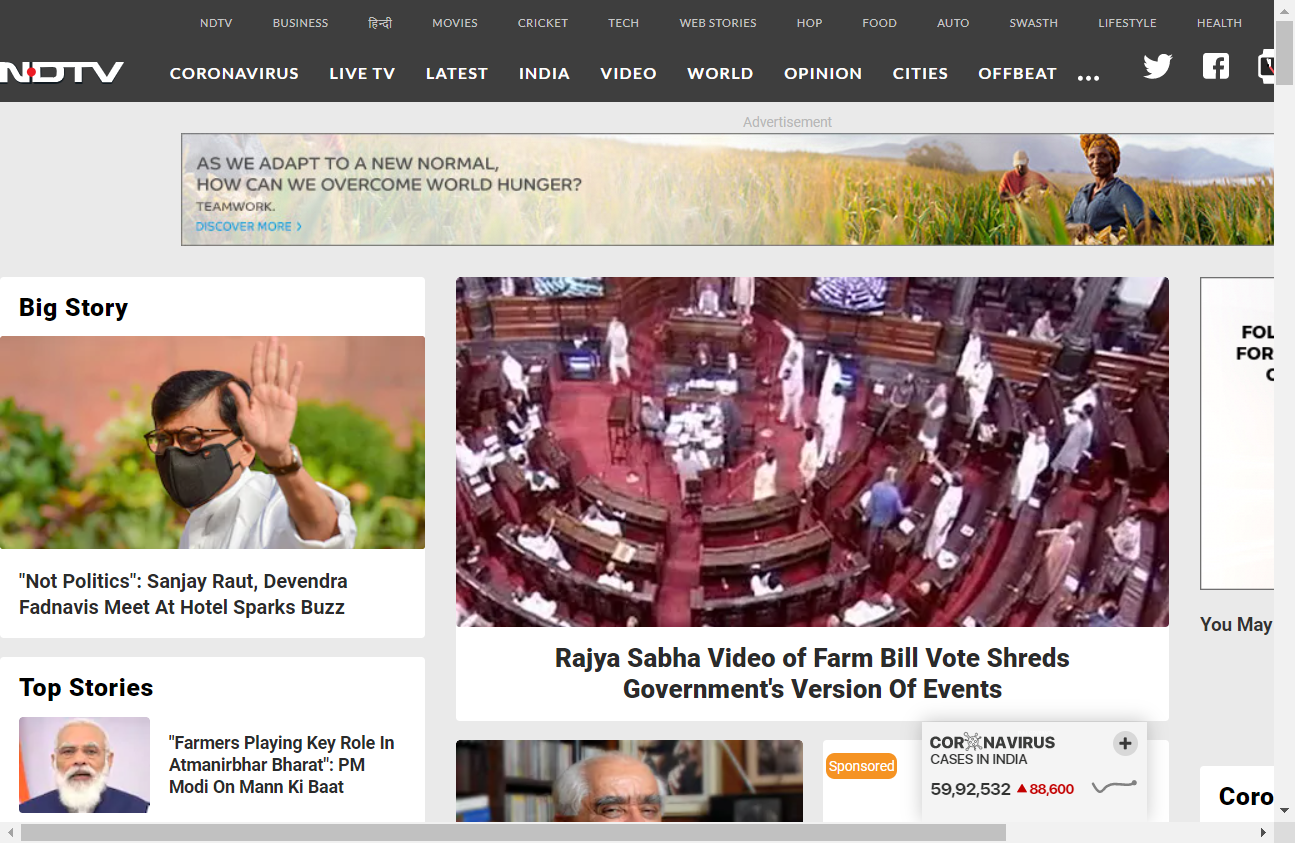 NDTV
BUSINESS
हिन्दी
MOVIES
CRICKET
TECH
WEB STORIES
HOP
FOOD
AUTO
SWASTH
LIFESTYLE
HEALTH
NDTV
CORONAVIRUS
LIVE TV
LATEST
INDIA
VIDEO
WORLD
OPINION
CITIES
OFFBEAT
...
Advertisement
AS WE ADAPT TO A NEW NORMAL,
HOW CAN WE OVERCOME WORLD HUNGER?
TEAMWORK.
DISCOVER MORE >
Big Story
"Not Politics": Sanjay Raut, Devendra
Fadnavis Meet At Hotel Sparks Buzz
Top Stories
"Farmers Playing Key Role In
Atmanirbhar Bharat": PM
Modi On Mann Ki Baat
Rajya Sabha Video of Farm Bill Vote Shreds
Government's Version Of Events
Sponsored
CORONAVIRUS
CASES IN INDIA
59,92,532 ▲88,600
FOL
FOR
You May
Coro